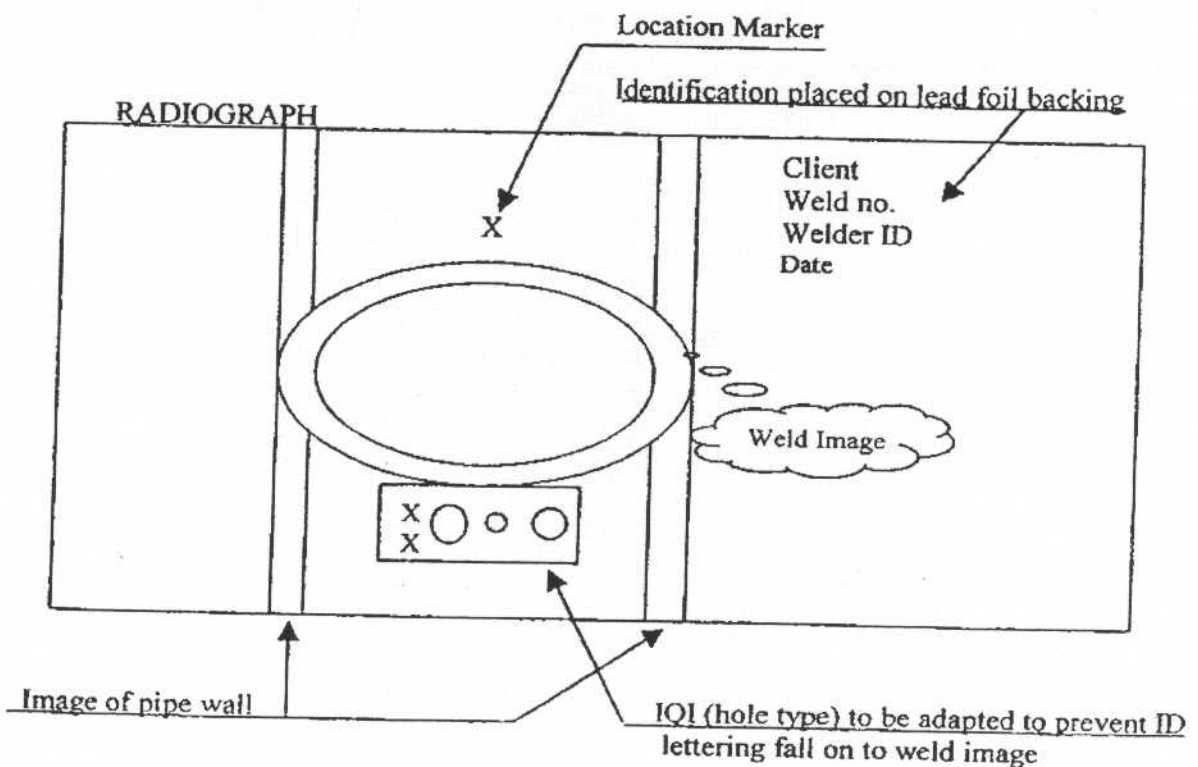 Location Marker
Identification placed on lead foil backing
RADIOGRAPH
Client
Weld no.
Welder ID
Date
X
Weld Image
X
X
Image of pipe wall
IQI (hole type) to be adapted to prevent ID
lettering fall on to weld image